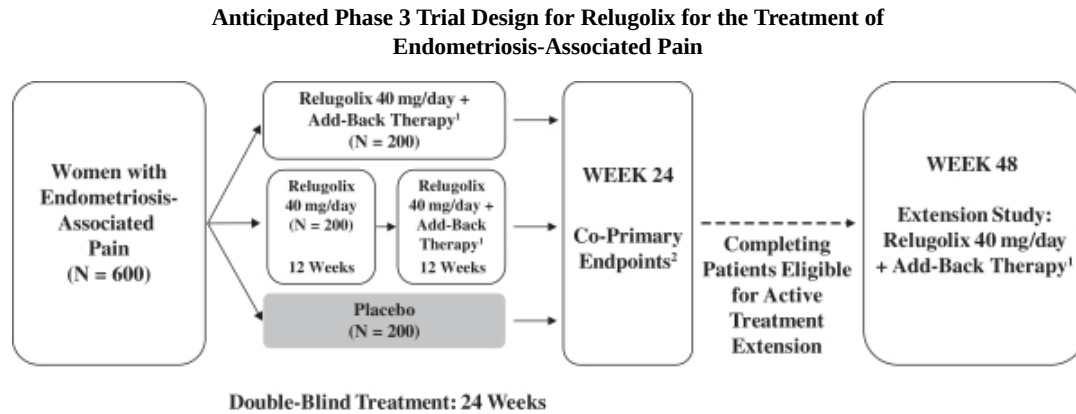 Anticipated Phase 3 Trial Design for Relugolix for the Treatment of
Endometriosis-Associated Pain
Women with
Endometriosis-
Associated
Pain
(N = 600)
Relugolix 40 mg/day +
Add-Back Therapy¹
(N = 200)
Relugolix
40 mg/day
(N = 200)
12 Weeks
Relugolix
40 mg/day +
Add-Back
Therapy¹
12 Weeks
Placebo
(N = 200)
WEEK 24
Co-Primary
Endpoints²
Completing
Patients Eligible
for Active
Treatment
Extension
WEEK 48
Extension Study:
Relugolix 40 mg/day
+ Add-Back Therapy¹
Double-Blind Treatment: 24 Weeks